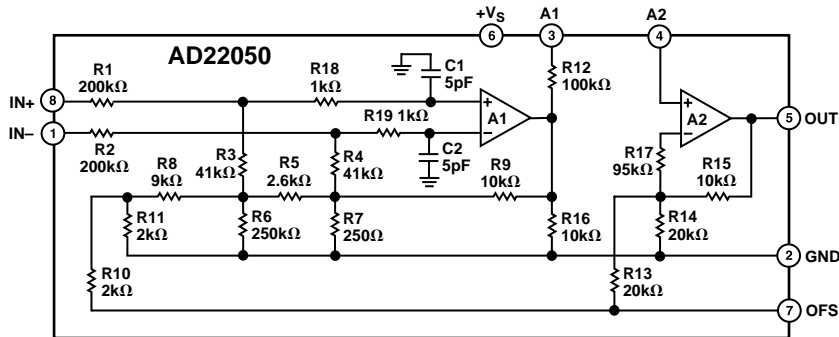 +VS
A1
A2
6
3
4
AD22050
R1
200kΩ
R18
1kΩ
C1
5pF
R12
100kΩ
IN+
8
+
A1
–
+
A2
–
5
OUT
IN–
1
R19 1kΩ
R2
200kΩ
R3
41kΩ
R4
41kΩ
C2
5pF
R17
95kΩ
R15
10kΩ
R8
9kΩ
R5
2.6kΩ
R9
10kΩ
R11
2kΩ
R6
250kΩ
R7
250Ω
R16
10kΩ
R14
20kΩ
2
GND
R10
2kΩ
R13
20kΩ
7
OFS